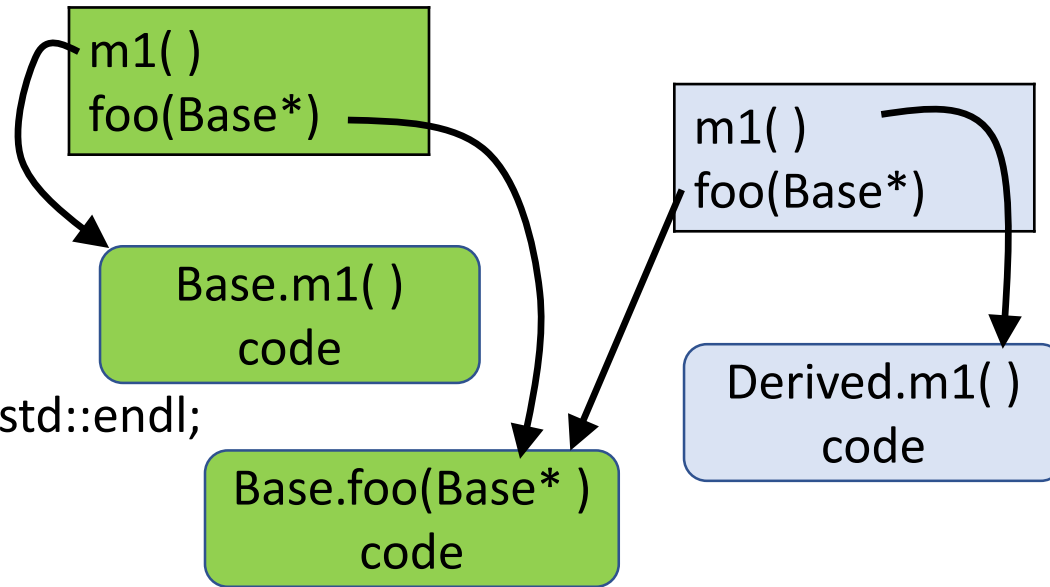 m1( )
foo(Base*)
m1( )
foo(Base*)
Base.m1( )
code
Derived.m1( )
code
std::endl;
Base.foo(Base* )
code